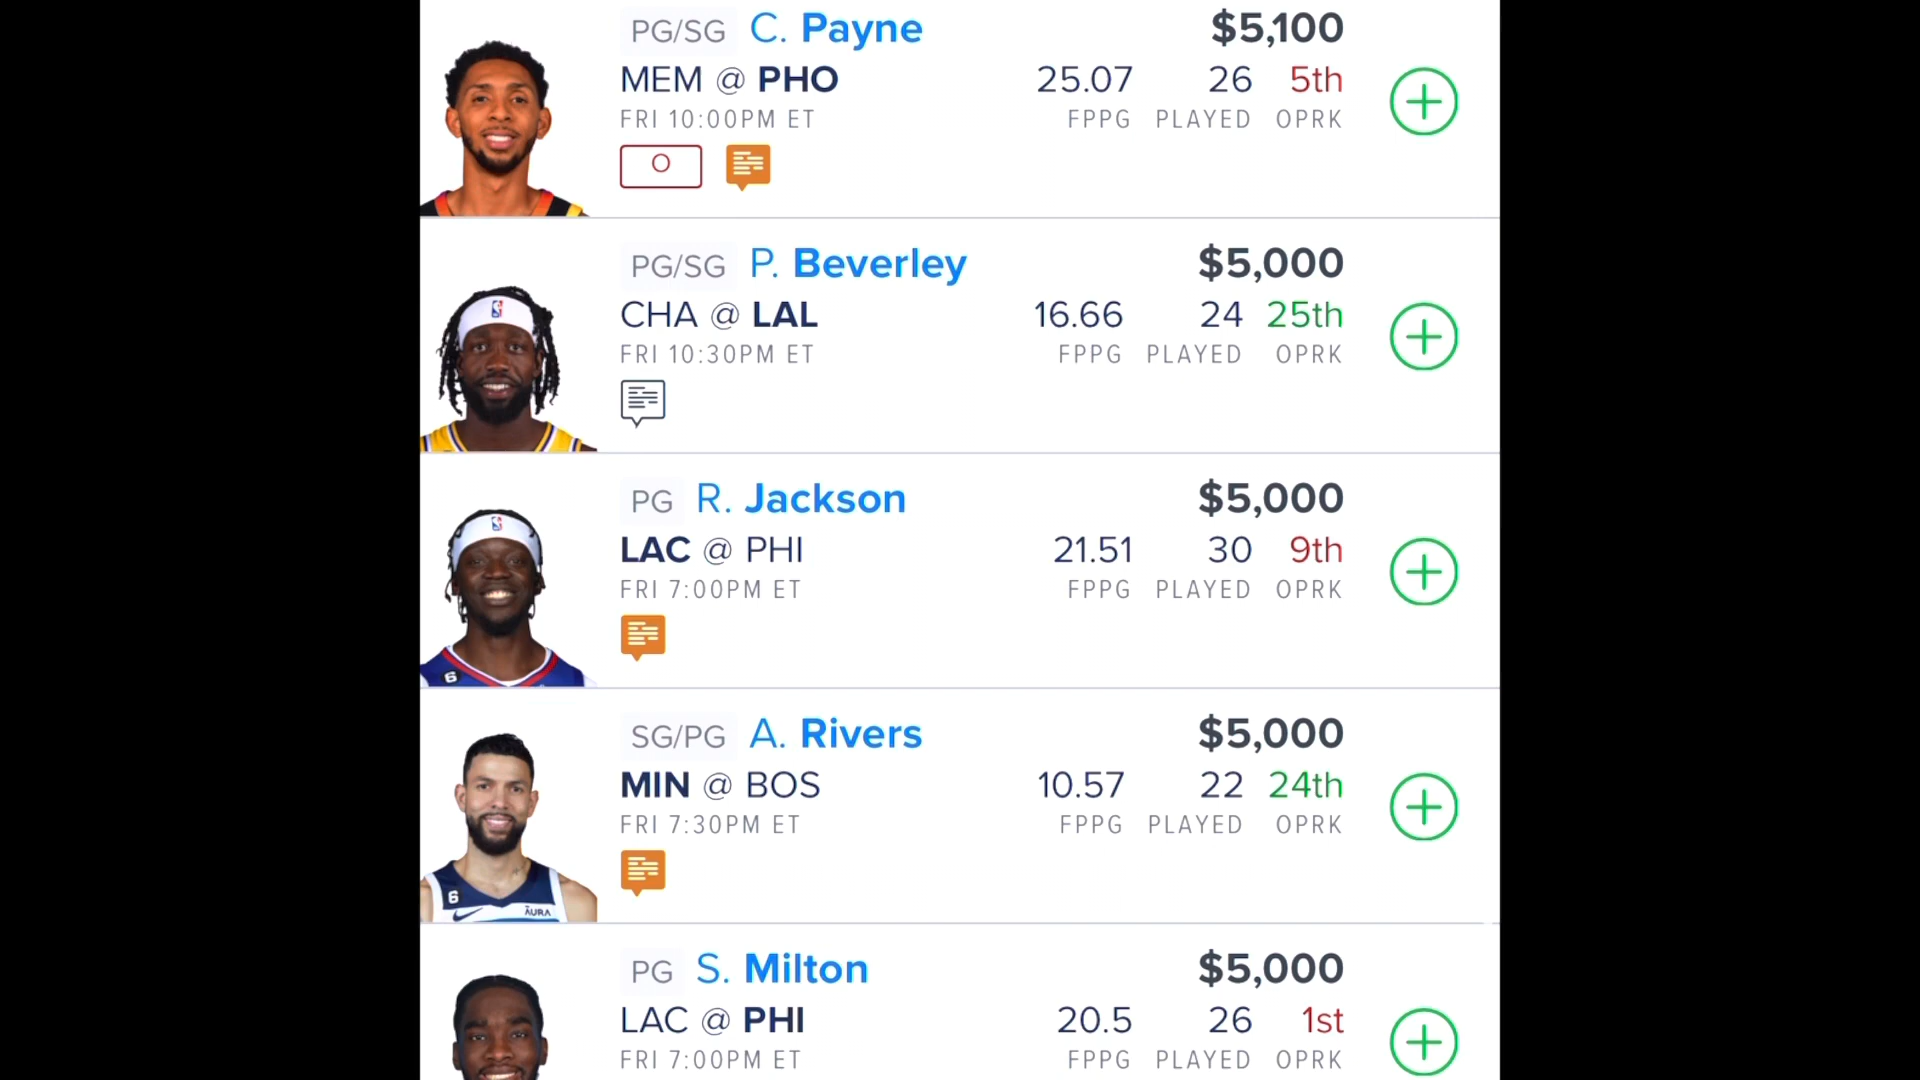 PG/SG C. Payne $5,100
MEM @ PHO 25.07 26 5th
FRI 10:00PM ET FPPG PLAYED OPRK
O
PG/SG P. Beverley $5,000
CHA @ LAL 16.66 24 25th
FRI 10:30PM ET FPPG PLAYED OPRK
PG R. Jackson $5,000
LAC @ PHI 21.51 30 9th
FRI 7:00PM ET FPPG PLAYED OPRK
6
SG/PG A. Rivers $5,000
MIN @ BOS 10.57 22 24th
FRI 7:30PM ET FPPG PLAYED OPRK
6
AURA
PG S. Milton $5,000
LAC @ PHI 20.5 26 1st
FRI 7:00PM ET FPPG PLAYED OPRK